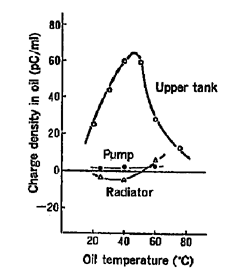 Charge density in oil (pC/ml)
80
60
40
20
0
−20
Upper tank
Pump
Radiator
20 40 60 80
Oil temperature (°C)